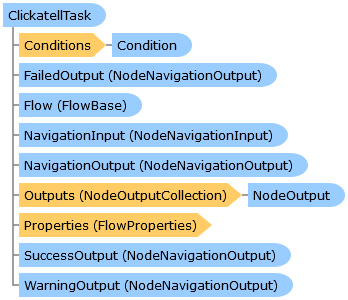 ClickatellTask
Conditions Condition
FailedOutput (NodeNavigationOutput)
Flow (FlowBase)
NavigationInput (NodeNavigationInput)
NavigationOutput (NodeNavigationOutput)
Outputs (NodeOutputCollection) NodeOutput
Properties (FlowProperties)
SuccessOutput (NodeNavigationOutput)
WarningOutput (NodeNavigationOutput)